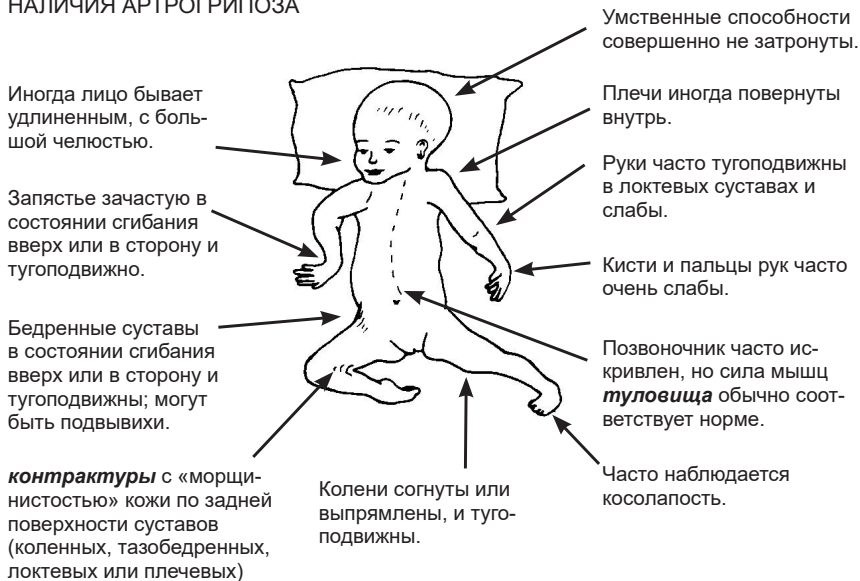 НАЛИЧИЯ АРТРОГРИПОЗА
Умственные способности
совершенно не затронуты.
Иногда лицо бывает
удлиненным, с боль-
шой челюстью.
Плечи иногда повернуты
внутрь.
Руки часто тугоподвижны
в локтевых суставах и
слабы.
Запястье зачастую в
состоянии сгибания
вверх или в сторону и
тугоподвижно.
Кисти и пальцы рук часто
очень слабы.
Бедренные суставы
в состоянии сгибания
вверх или в сторону и
тугоподвижны; могут
быть подвывихи.
Позвоночник часто ис-
кривлен, но сила мышц
туловища обычно соот-
ветствует норме.
контрактуры с «морщи-
нистостью» кожи по задней
поверхности суставов
(коленных, тазобедренных,
локтевых или плечевых)
Колени согнуты или
выпрямлены, и туго-
подвижны.
Часто наблюдается
косолапость.